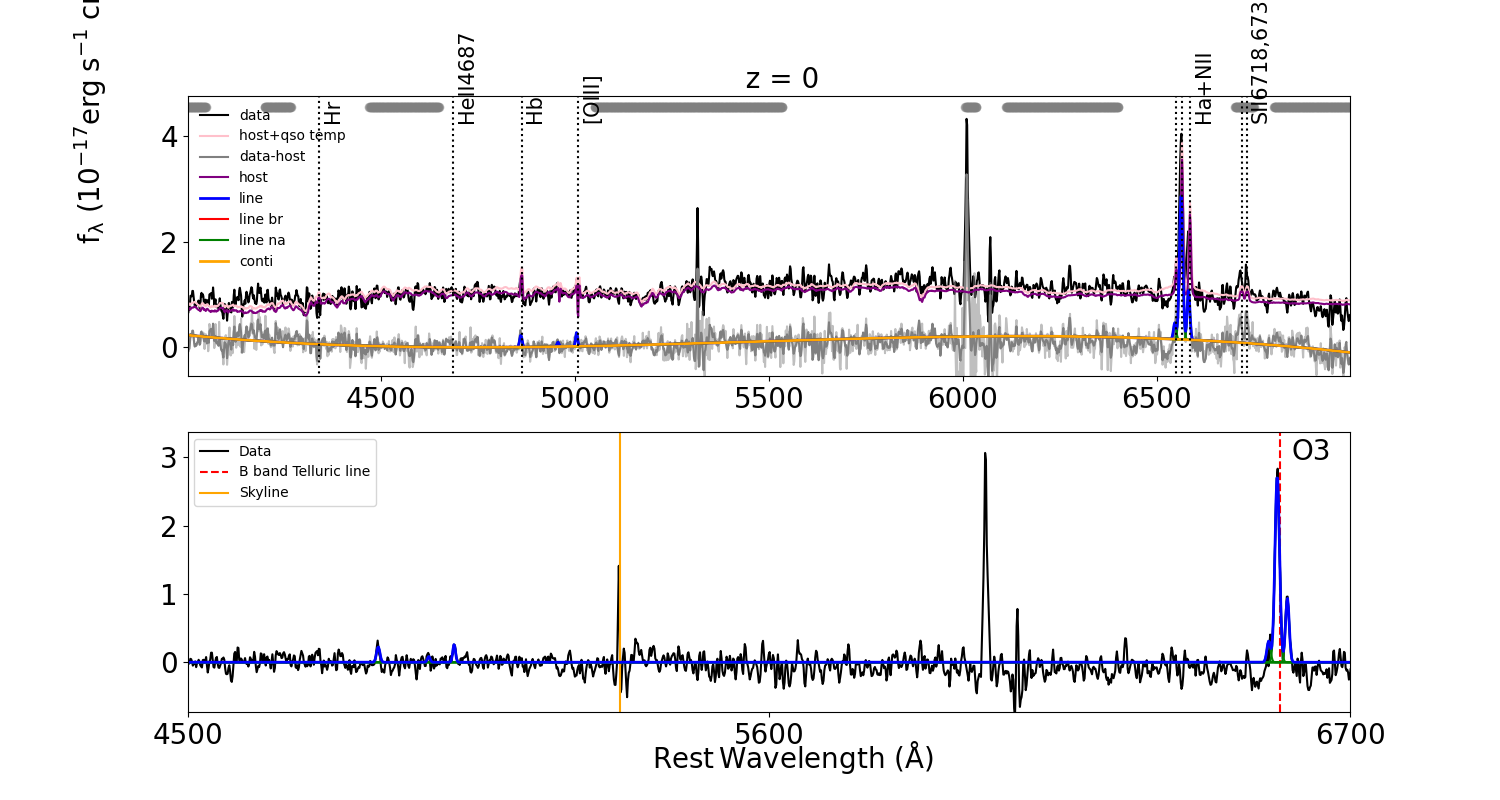 z = 0
f_λ (10^−17 erg s^−1 c
Hr
HeII4687
Hb
[OIII]
Ha+NII
SII6718,673
data
host+qso temp
data-host
host
line
line br
line na
conti
4
2
0
4500 5000 5500 6000 6500
Data
B band Telluric line
Skyline
O3
3
2
1
0
4500 5600 6700
Rest Wavelength (Å)